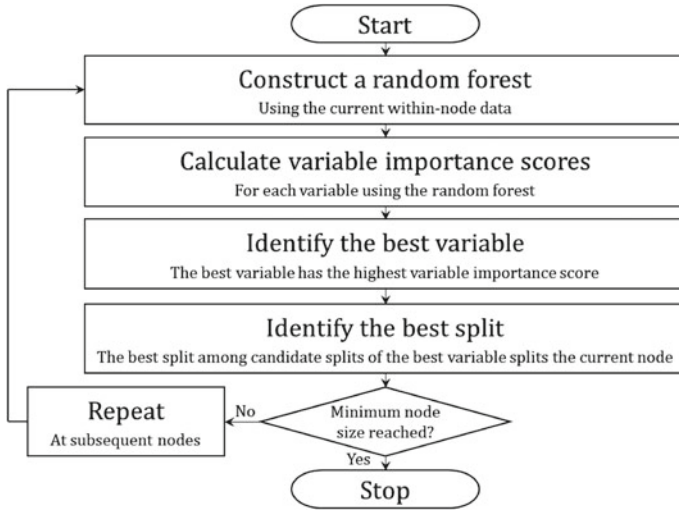 Start
Construct a random forest
Using the current within-node data
Calculate variable importance scores
For each variable using the random forest
Identify the best variable
The best variable has the highest variable importance score
Identify the best split
The best split among candidate splits of the best variable splits the current node
Repeat
At subsequent nodes
No
Minimum node
size reached?
Yes
Stop